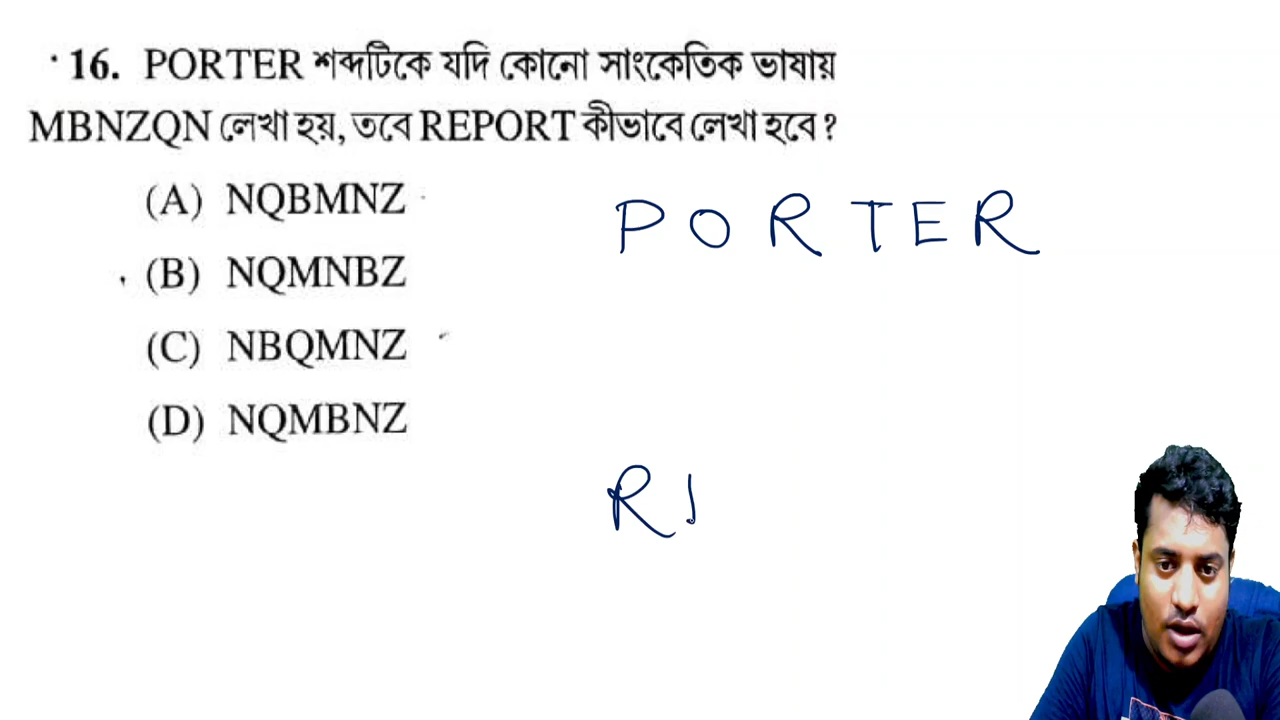 16. PORTER শব্দটিকে যদি কোনো সাংকেতিক ভাষায়
MBNZQN লেখা হয়, তবে REPORT কীভাবে লেখা হবে ?
(A) NQBMNZ
(B) NQMNBZ
(C) NBQMNZ
(D) NQMBNZ
PORTER
R